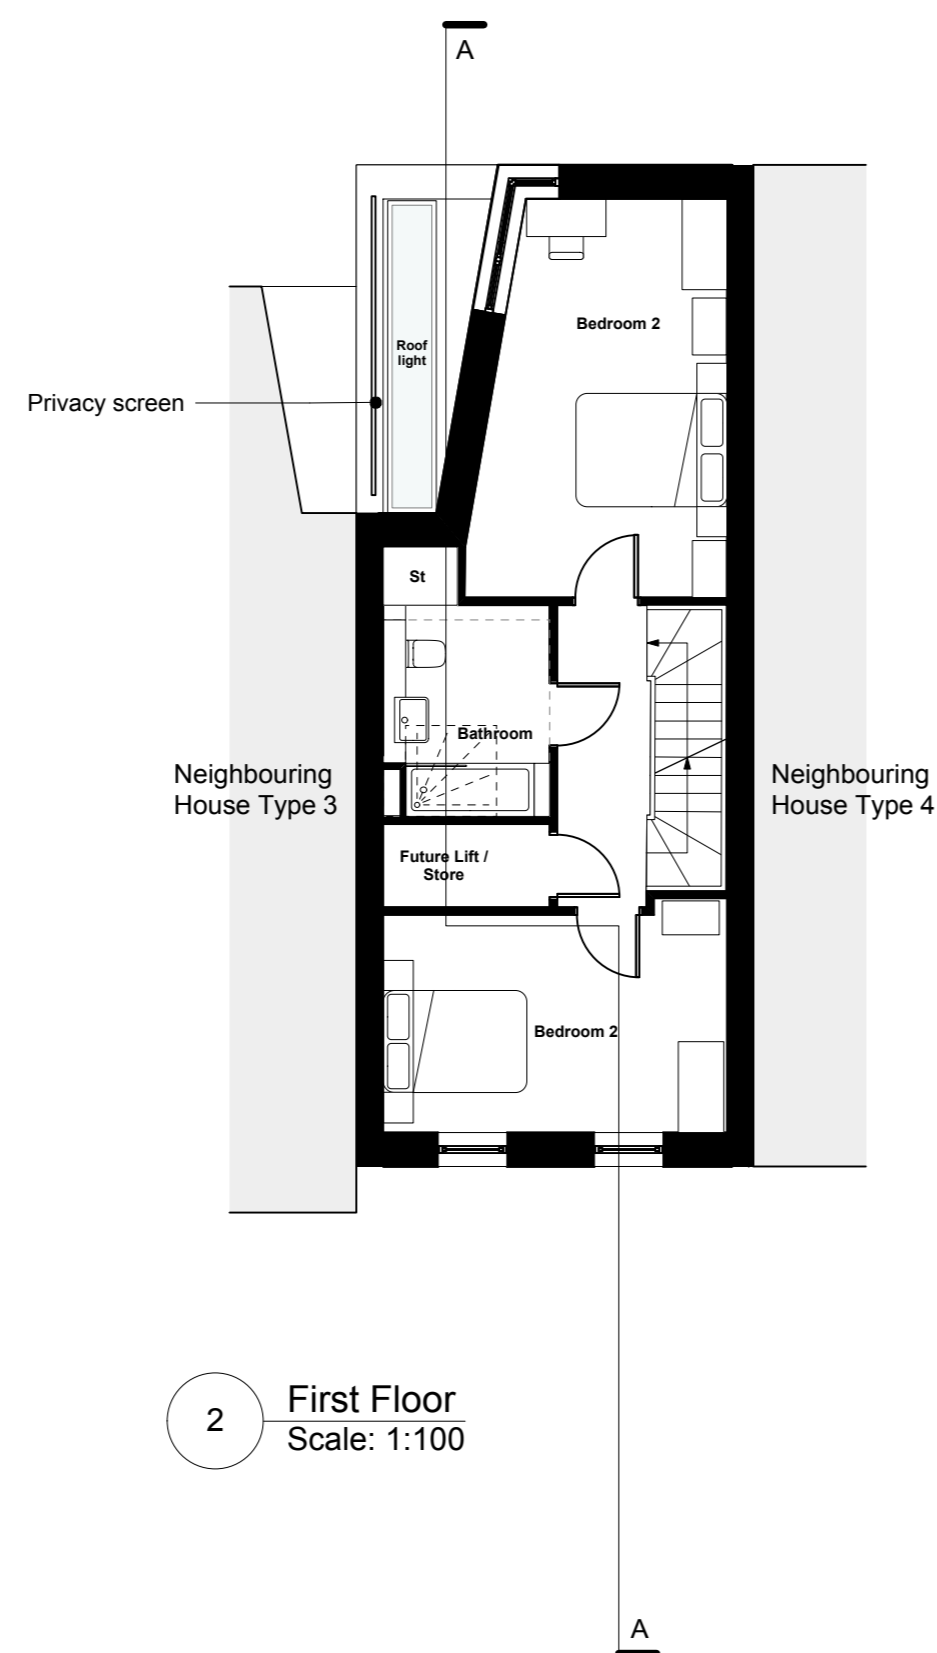 A
Bedroom 2
Roof
light
Privacy screen
St
Bathroom
Neighbouring
House Type 3
Neighbouring
House Type 4
Future Lift /
Store
Bedroom 2
2
First Floor
Scale: 1:100
A